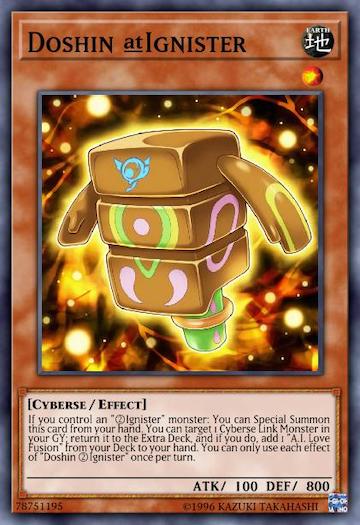 DOSHIN @IGNISTER
EARTH
地
[CYBERSE / EFFECT]
If you control an "@Ignister" monster: You can Special Summon
this card from your hand. You can target 1 Cyberse Link Monster in
your GY; return it to the Extra Deck, and if you do, add 1 "A.I. Love
Fusion" from your Deck to your hand. You can only use each effect
of "Doshin @Ignister" once per turn.
ATK/ 100 DEF/ 800
78751195
©1996 KAZUKI TAKAHASHI